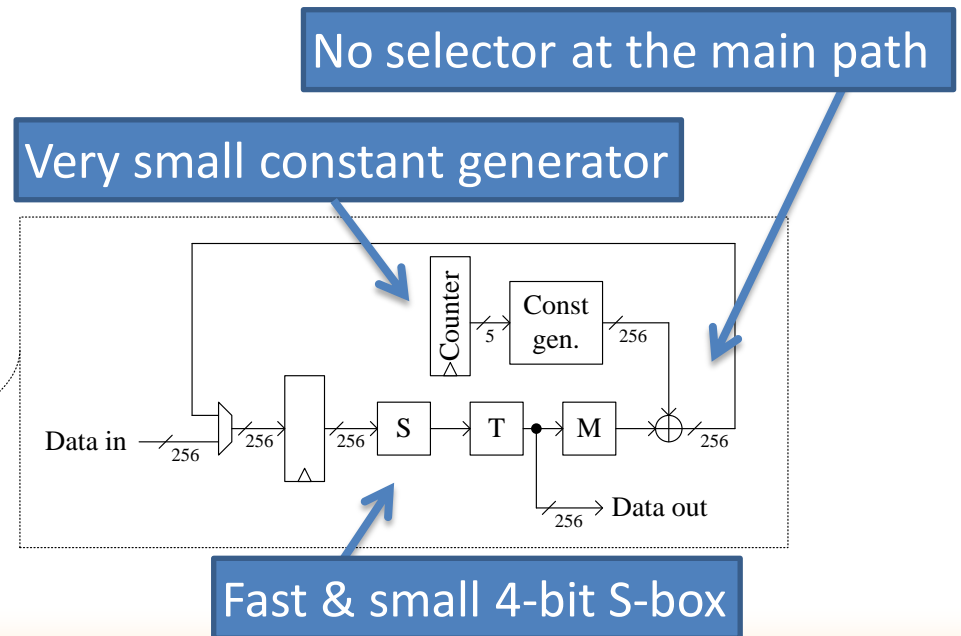 No selector at the main path
Very small constant generator
Counter
5
Const
gen.
256
Data in
256
256
256
S
T
M
256
256
Data out
Fast & small 4-bit S-box